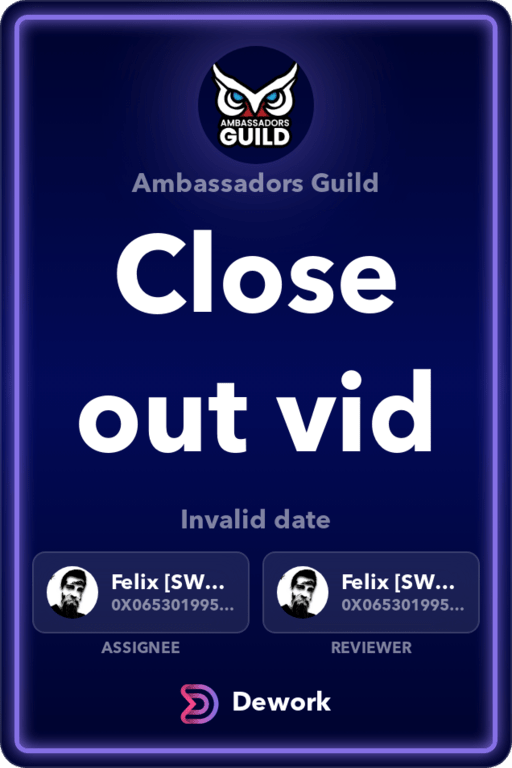 AMBASSADORS
GUILD
Ambassadors Guild
Close
out vid
Invalid date
Felix [SW...
0X065301995...
ASSIGNEE
Felix [SW...
0X065301995...
REVIEWER
Dework